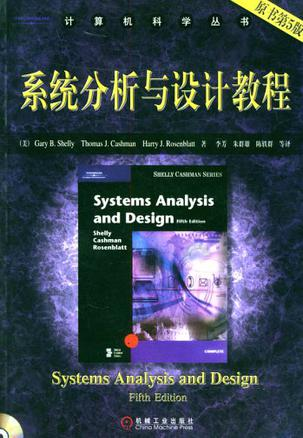 计算机科学丛书
原书第5版
系统分析与设计教程
(美) Gary B. Shelly Thomas J. Cashman Harry J. Rosenblatt 著 李芳 朱群雄 陈轶群 等译
SHELLY CASHMAN SERIES
Systems Analysis
and Design
Fifth Edition
Shelly
Cashman
Rosenblatt
COMPLETE
Systems Analysis and Design
Fifth Edition
机械工业出版社
China Machine Press